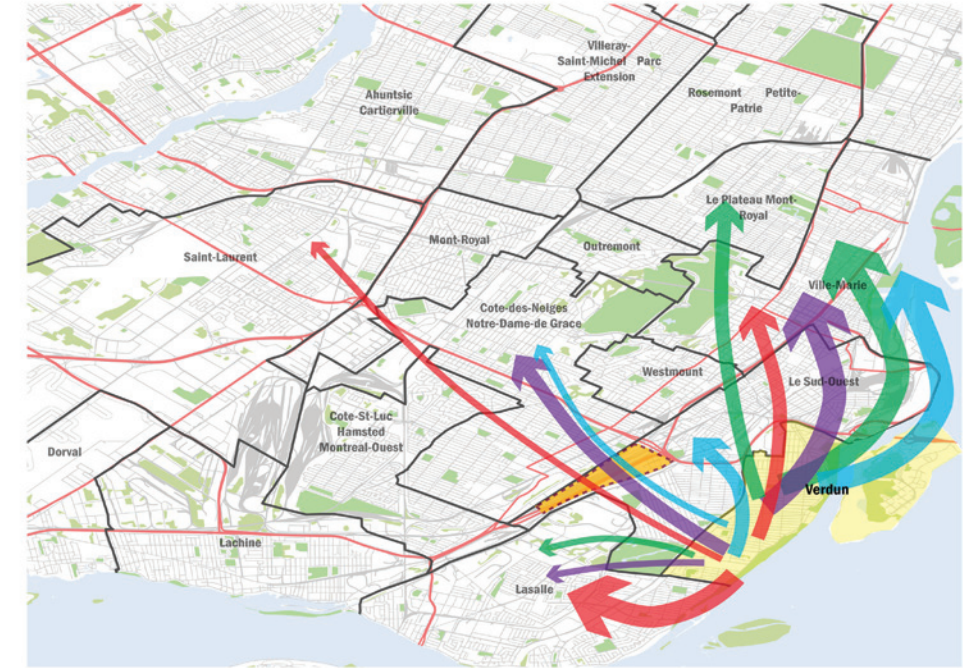 Villeray-
Saint-Michel Parc
Extension
Ahuntsic
Cartierville
Rosemont Petite-
Patrie
Le Plateau Mont-
Royal
Mont-Royal
Outremont
Saint-Laurent
Ville-Marie
Cote-des-Neiges
Notre-Dame-de Grace
Westmount
Le Sud-Ouest
Cote-St-Luc
Hamsted
Montreal-Ouest
Dorval
Verdun
Lachine
Lasalle